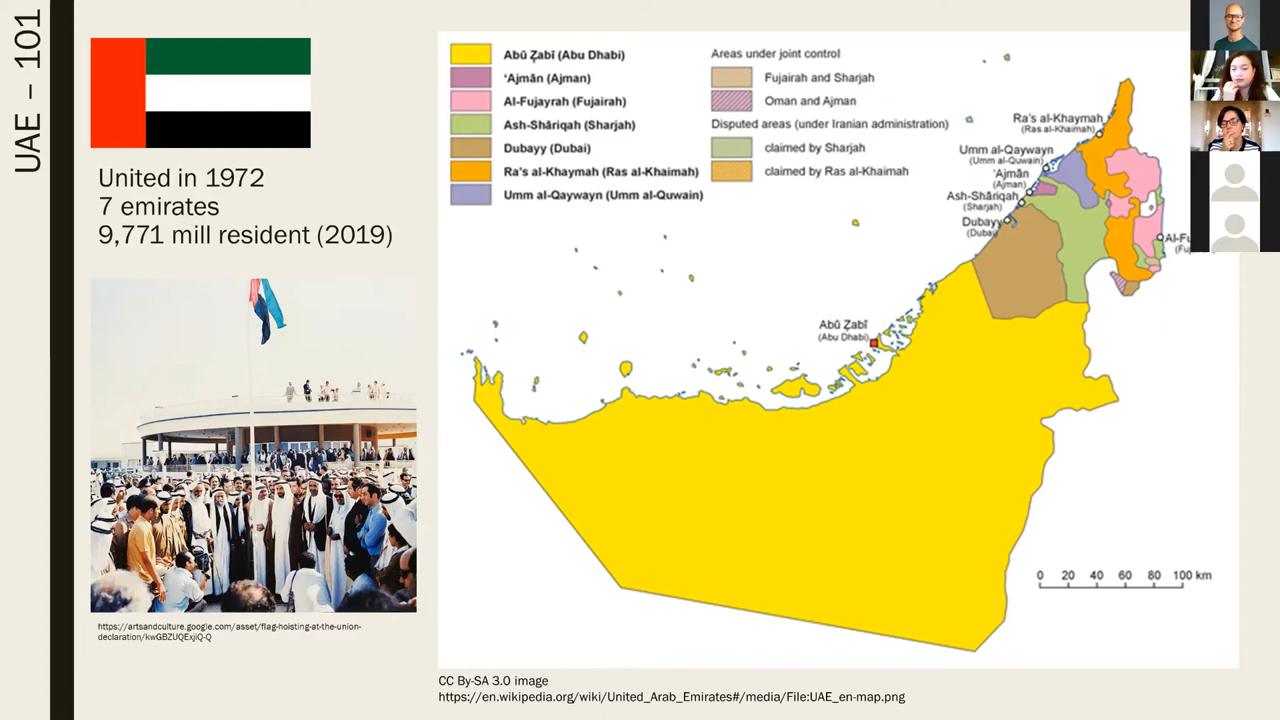 UAE – 101
United in 1972
7 emirates
9,771 mill resident (2019)
https://artsandculture.google.com/asset/flag-hoisting-at-the-union-
declaration/kwGBZUQExjiQ-Q
Abū Z̧abī (Abu Dhabi)
'Ajmān (Ajman)
Al-Fujayrah (Fujairah)
Ash-Shāriqah (Sharjah)
Dubayy (Dubai)
Ra's al-Khaymah (Ras al-Khaimah)
Umm al-Qaywayn (Umm al-Quwain)
Areas under joint control
Fujairah and Sharjah
Oman and Ajman
Disputed areas (under Iranian administration)
claimed by Sharjah
claimed by Ras al-Khaimah
Ra's al-Khaymah
(Ras al-Khaimah)
Umm al-Qaywayn
(Umm al-Quwain)
'Ajmān
(Ajman)
Ash-Shāriqah
(Sharjah)
Dubayy
(Dubai)
Al-Fu
(Fuj
Abū Z̧abī
(Abu Dhabi)
0 20 40 60 80 100 km
CC By-SA 3.0 image
https://en.wikipedia.org/wiki/United_Arab_Emirates#/media/File:UAE_en-map.png